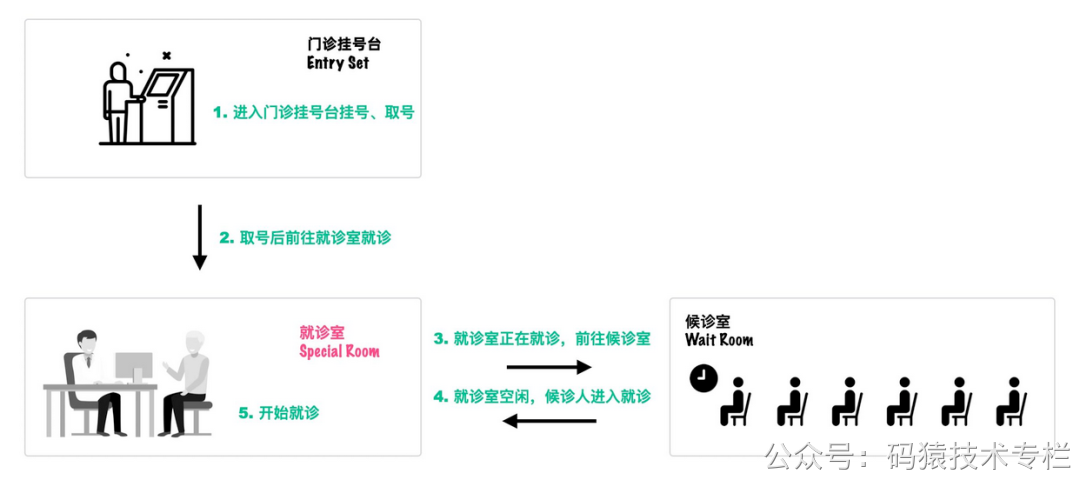 门诊挂号台
Entry Set
1. 进入门诊挂号台挂号、取号
2. 取号后前往就诊室就诊
就诊室
Special Room
5. 开始就诊
3. 就诊室正在就诊，前往候诊室
4. 就诊室空闲，候诊人进入就诊
候诊室
Wait Room
公众号：码猿技术专栏